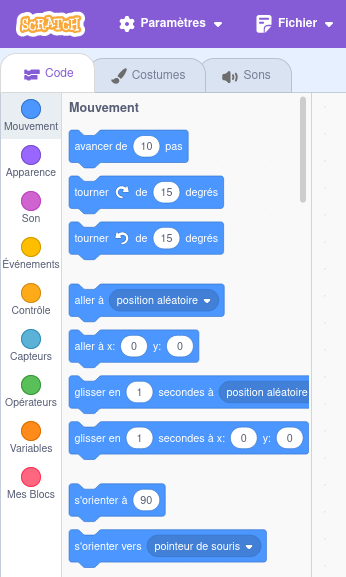 SCRATCH
Paramètres
Fichier
Code
Costumes
Sons
Mouvement
Apparence
Son
Événements
Contrôle
Capteurs
Opérateurs
Variables
Mes Blocs
Mouvement
avancer de 10 pas
tourner de 15 degrés
tourner de 15 degrés
aller à position aléatoire
aller à x: 0 y: 0
glisser en 1 secondes à position aléatoire
glisser en 1 secondes à x: 0 y: 0
s'orienter à 90
s'orienter vers pointeur de souris